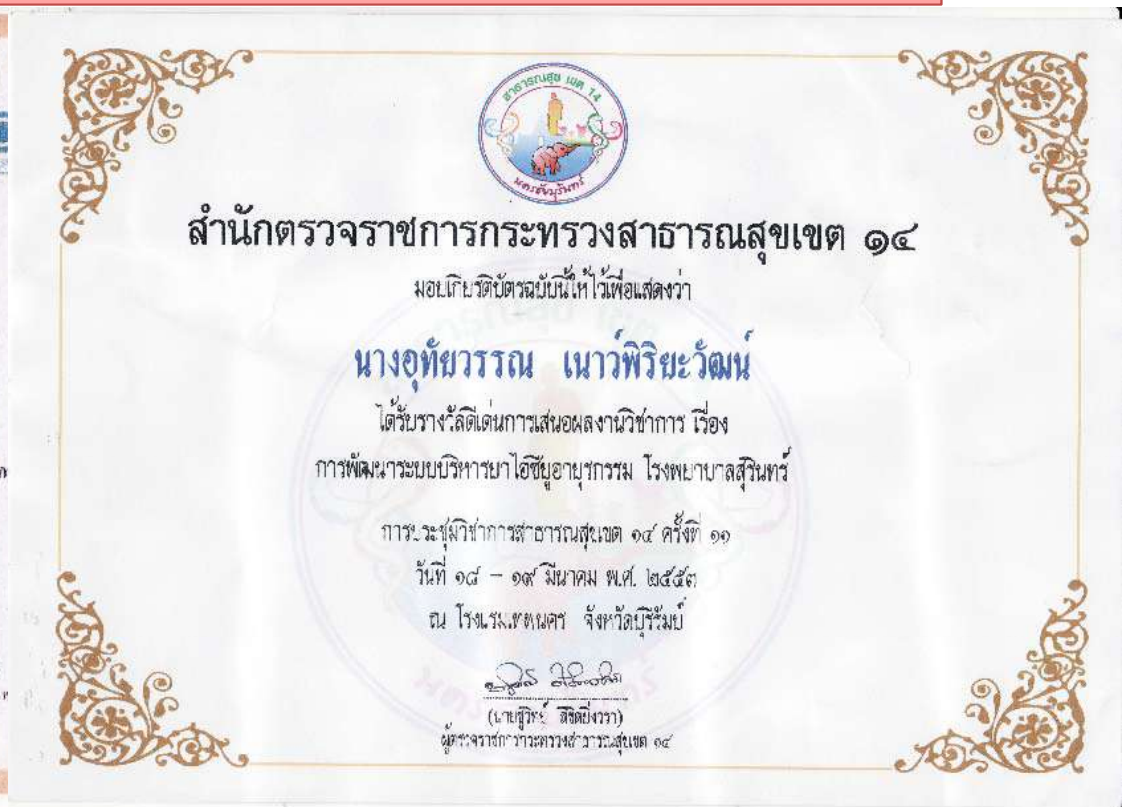 สาธารณสุข เขต 14
นครชัยบุรินทร์
สำนักตรวจราชการกระทรวงสาธารณสุขเขต ๑๔
มอบเกียรติบัตรฉบับนี้ให้ไว้เพื่อแสดงว่า
นางอุทัยวรรณ เนาว์พิริยะวัฒน์
ได้รับรางวัลดีเด่นการเสนอผลงานวิชาการ เรื่อง
การพัฒนาระบบบริหารยาไอซียูอายุรกรรม โรงพยาบาลสุรินทร์
การประชุมวิชาการสาธารณสุขเขต ๑๔ ครั้งที่ ๑๑
วันที่ ๑๘ – ๑๙ มีนาคม พ.ศ. ๒๕๕๓
ณ โรงแรมเทพนคร จังหวัดบุรีรัมย์
(นายชูวิทย์ ลิขิตยิ่งวรา)
ผู้ตรวจราชการกระทรวงสาธารณสุขเขต ๑๔